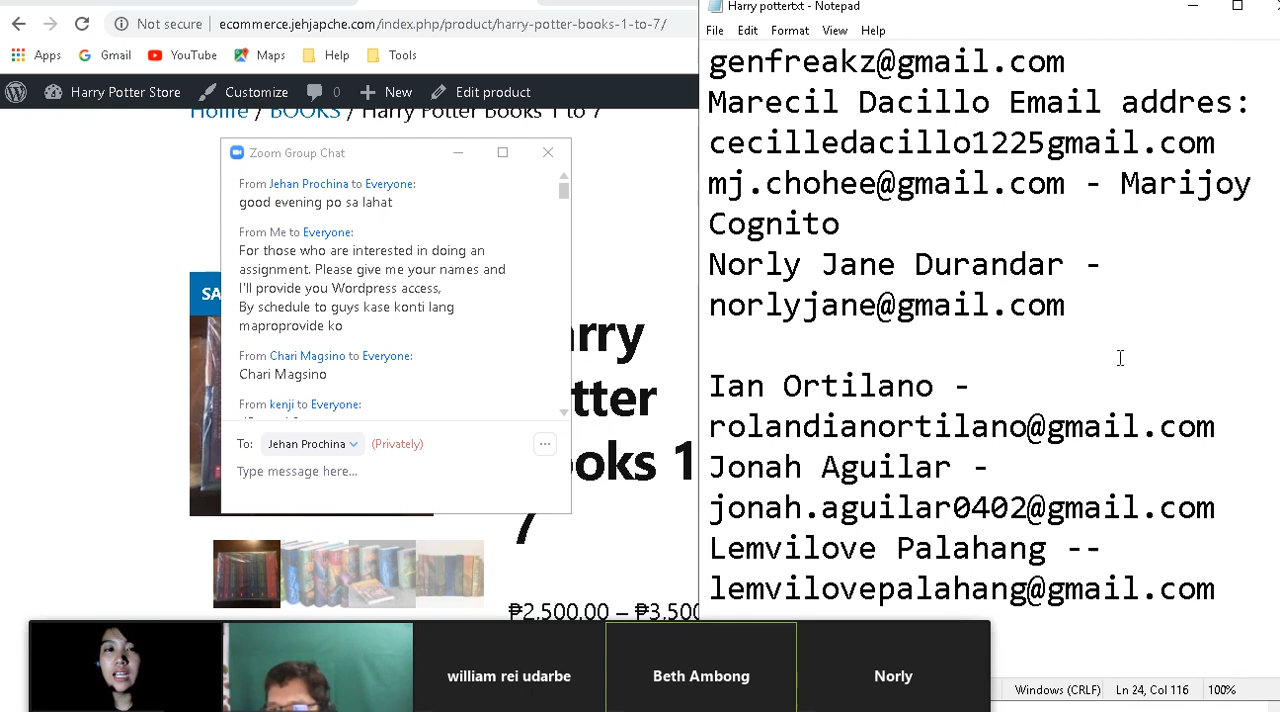 Not secure
ecommerce.jehjapche.com/index.php/product/harry-potter-books-1-to-7/
Apps
Gmail
YouTube
Maps
Help
Tools
Harry Potter Store
Customize
0
New
Edit product
Home / BOOKS / Harry Potter Books 1 to 7
SA
Zoom Group Chat
From Jehan Prochina to Everyone:
good evening po sa lahat
From Me to Everyone:
For those who are interested in doing an
assignment. Please give me your names and
I'll provide you Wordpress access,
By schedule to guys kase konti lang
maproprovide ko
From Chari Magsino to Everyone:
Chari Magsino
From kenji to Everyone:
To: Jehan Prochina (Privately)
...
Type message here...
arry
tter
ooks 1
7
₱2,500.00 – ₱3,500
Harry pottertxt - Notepad
File Edit Format View Help
genfreakz@gmail.com
Marecil Dacillo Email addres:
cecilledacillo1225gmail.com
mj.chohee@gmail.com - Marijoy
Cognito
Norly Jane Durandar -
norlyjane@gmail.com
Ian Ortilano -
rolandianortilano@gmail.com
Jonah Aguilar -
jonah.aguilar0402@gmail.com
Lemvilove Palahang --
lemvilovepalahang@gmail.com
Windows (CRLF) Ln 24, Col 116 100%
william rei udarbe
Beth Ambong
Norly